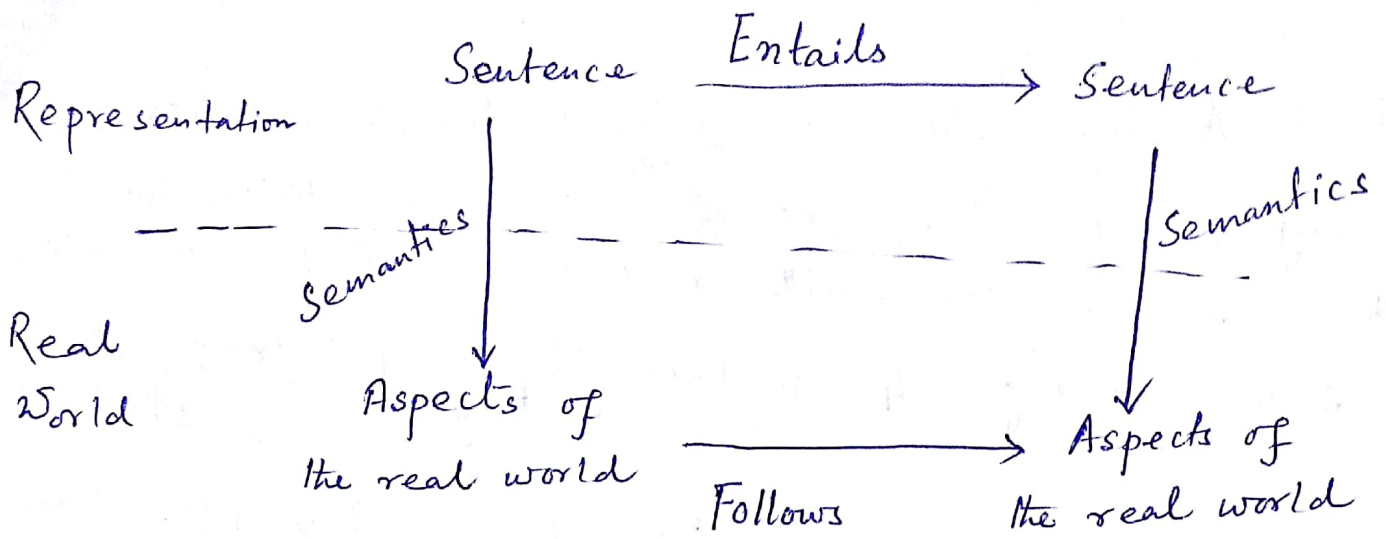 Entails
Sentence
Sentence
Representation
Semantics
Semantics
Real
World
Aspects of
the real world
Follows
Aspects of
the real world